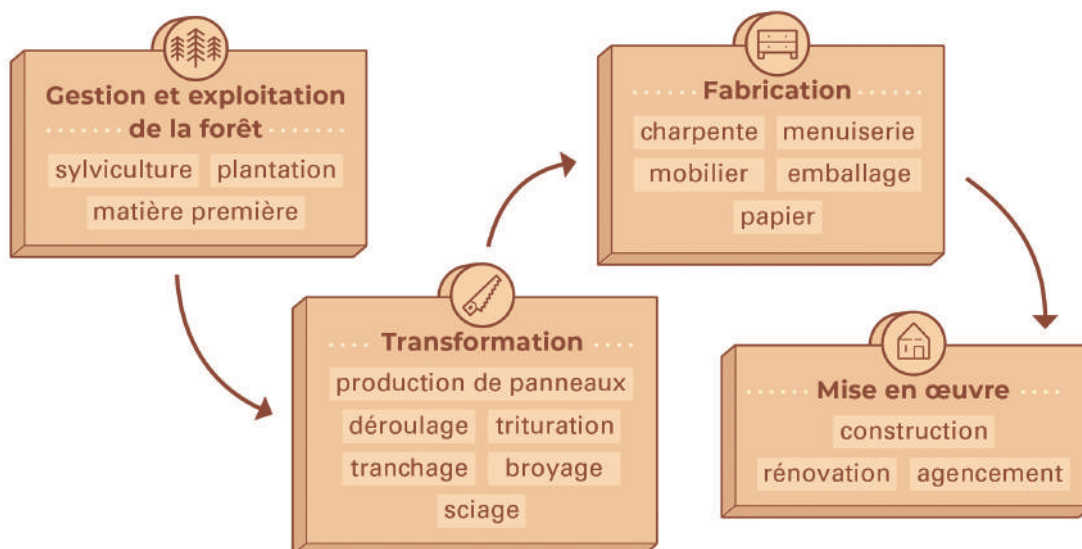 Gestion et exploitation
de la forêt
sylviculture plantation
matière première
Transformation
production de panneaux
déroulage trituration
tranchage broyage
sciage
Fabrication
charpente menuiserie
mobilier emballage
papier
Mise en œuvre
construction
rénovation agencement